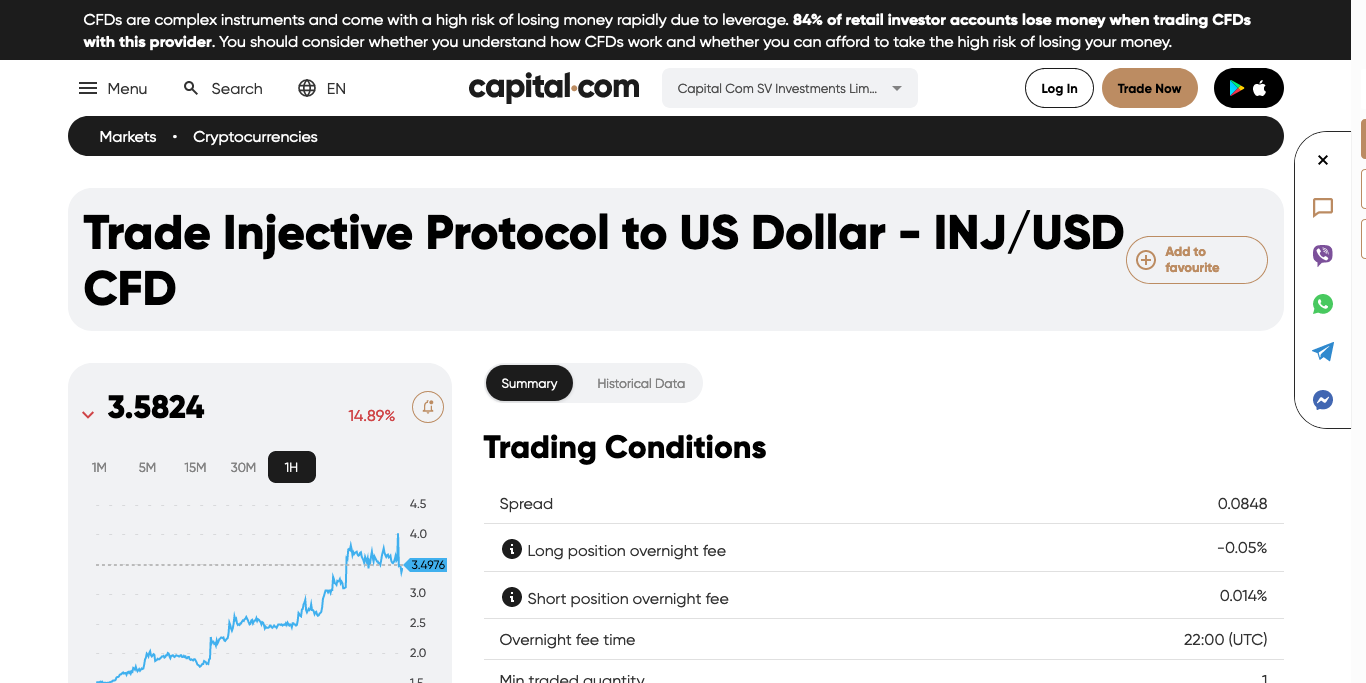 CFDs are complex instruments and come with a high risk of losing money rapidly due to leverage. 84% of retail investor accounts lose money when trading CFDs
with this provider. You should consider whether you understand how CFDs work and whether you can afford to take the high risk of losing your money.
Menu Search EN capital.com Capital Com SV Investments Lim... Log In Trade Now
Markets • Cryptocurrencies
Trade Injective Protocol to US Dollar - INJ/USD
CFD
Add to
favourite
3.5824 14.89%
1M 5M 15M 30M 1H
4.5
4.0
3.4976
3.0
2.5
2.0
1.5
Summary Historical Data
Trading Conditions
Spread 0.0848
Long position overnight fee -0.05%
Short position overnight fee 0.014%
Overnight fee time 22:00 (UTC)
Min traded quantity 1